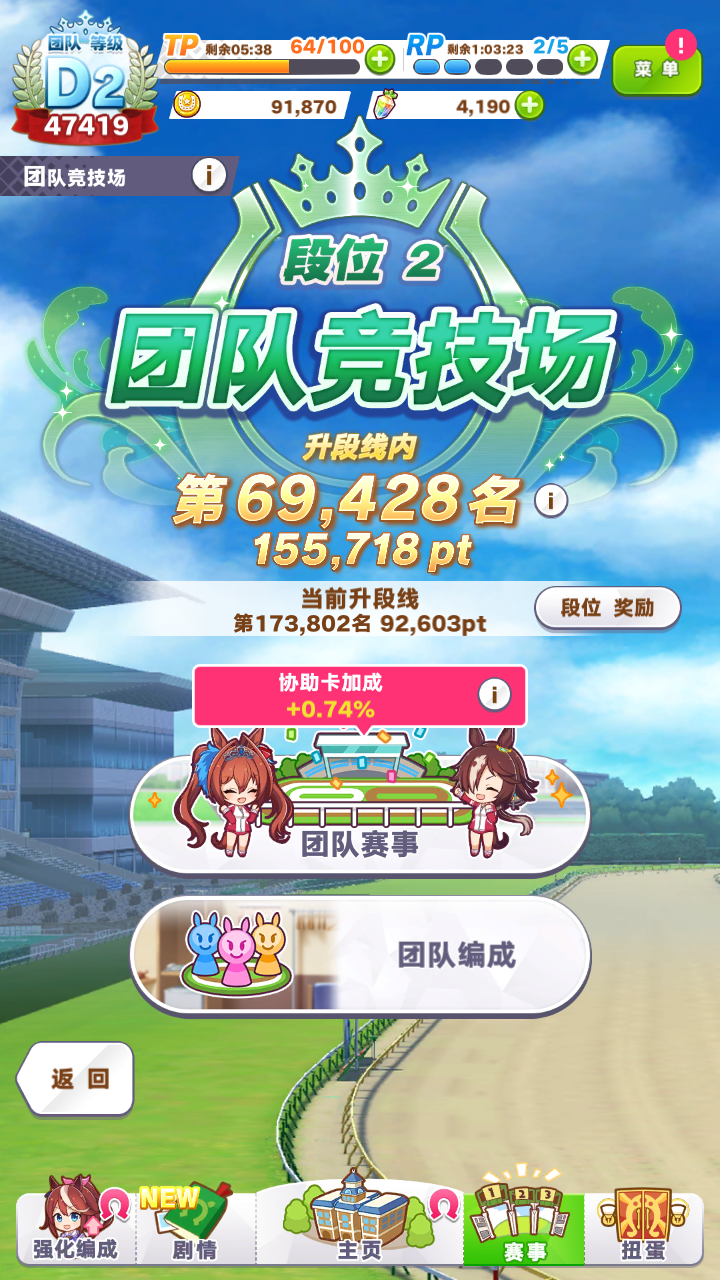 团队 等级
D2
47419
TP 剩余05:38 64/100
RP 剩余1:03:23 2/5
菜单
91,870
4,190
团队竞技场
段位 2
团队竞技场
升段线内
第69,428名
155,718 pt
当前升段线
第173,802名 92,603pt
段位 奖励
协助卡加成
+0.74%
团队赛事
团队编成
返回
强化编成
NEW
剧情
主页
1 2 3
赛事
扭蛋